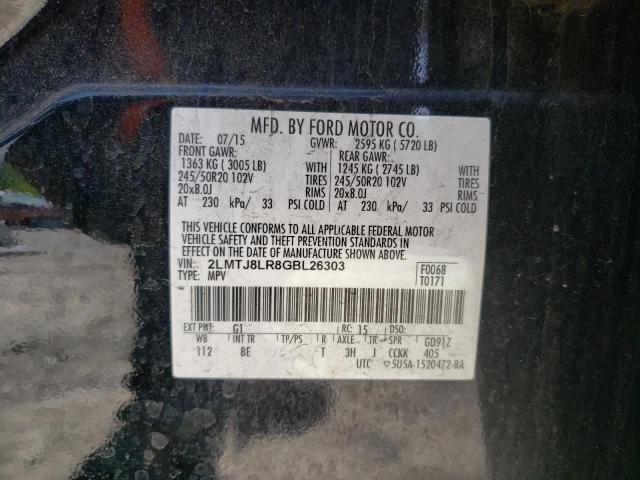 MFD. BY FORD MOTOR CO.
DATE: 07/15 GVWR: 2595 KG ( 5720 LB)
FRONT GAWR: REAR GAWR:
1363 KG ( 3005 LB) WITH 1245 KG ( 2745 LB) WITH
245/50R20 102V TIRES 245/50R20 102V TIRES
20x8.0J RIMS 20x8.0J RIMS
AT 230 kPa/ 33 PSI COLD AT 230 kPa/ 33 PSI COLD
THIS VEHICLE CONFORMS TO ALL APPLICABLE FEDERAL MOTOR
VEHICLE SAFETY AND THEFT PREVENTION STANDARDS IN
EFFECT ON THE DATE OF MANUFACTURE SHOWN ABOVE.
VIN: 2LMTJ8LR8GBL26303 F0068
TYPE: MPV T0171
EXT PNT: G1 RC: 15 DSO:
WB INT TR TP/PS R AXLE TR SPR GD91Z
112 8E T 3H J CCKK 405
UTC ▽5U5A-1520472-BA